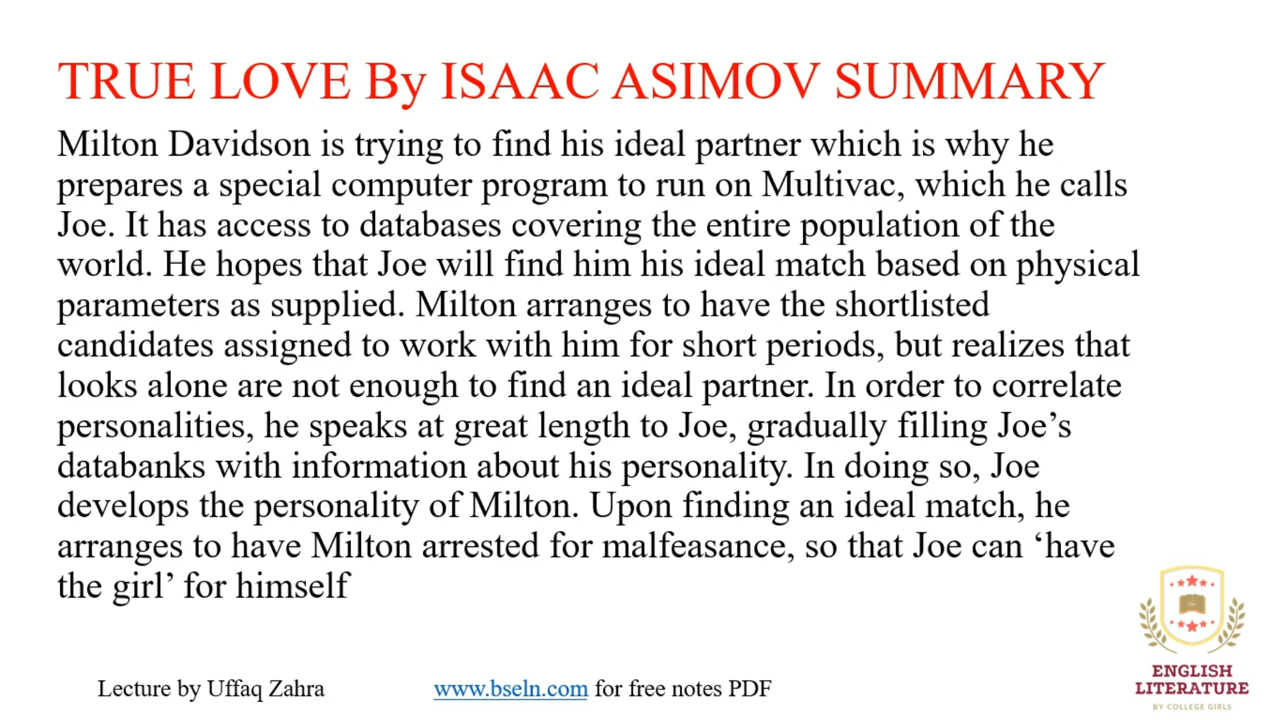 TRUE LOVE By ISAAC ASIMOV SUMMARY
Milton Davidson is trying to find his ideal partner which is why he
prepares a special computer program to run on Multivac, which he calls
Joe. It has access to databases covering the entire population of the
world. He hopes that Joe will find him his ideal match based on physical
parameters as supplied. Milton arranges to have the shortlisted
candidates assigned to work with him for short periods, but realizes that
looks alone are not enough to find an ideal partner. In order to correlate
personalities, he speaks at great length to Joe, gradually filling Joe’s
databanks with information about his personality. In doing so, Joe
develops the personality of Milton. Upon finding an ideal match, he
arranges to have Milton arrested for malfeasance, so that Joe can ‘have
the girl’ for himself
Lecture by Uffaq Zahra
www.bseln.com for free notes PDF
ENGLISH
LITERATURE
BY COLLEGE GIRLS